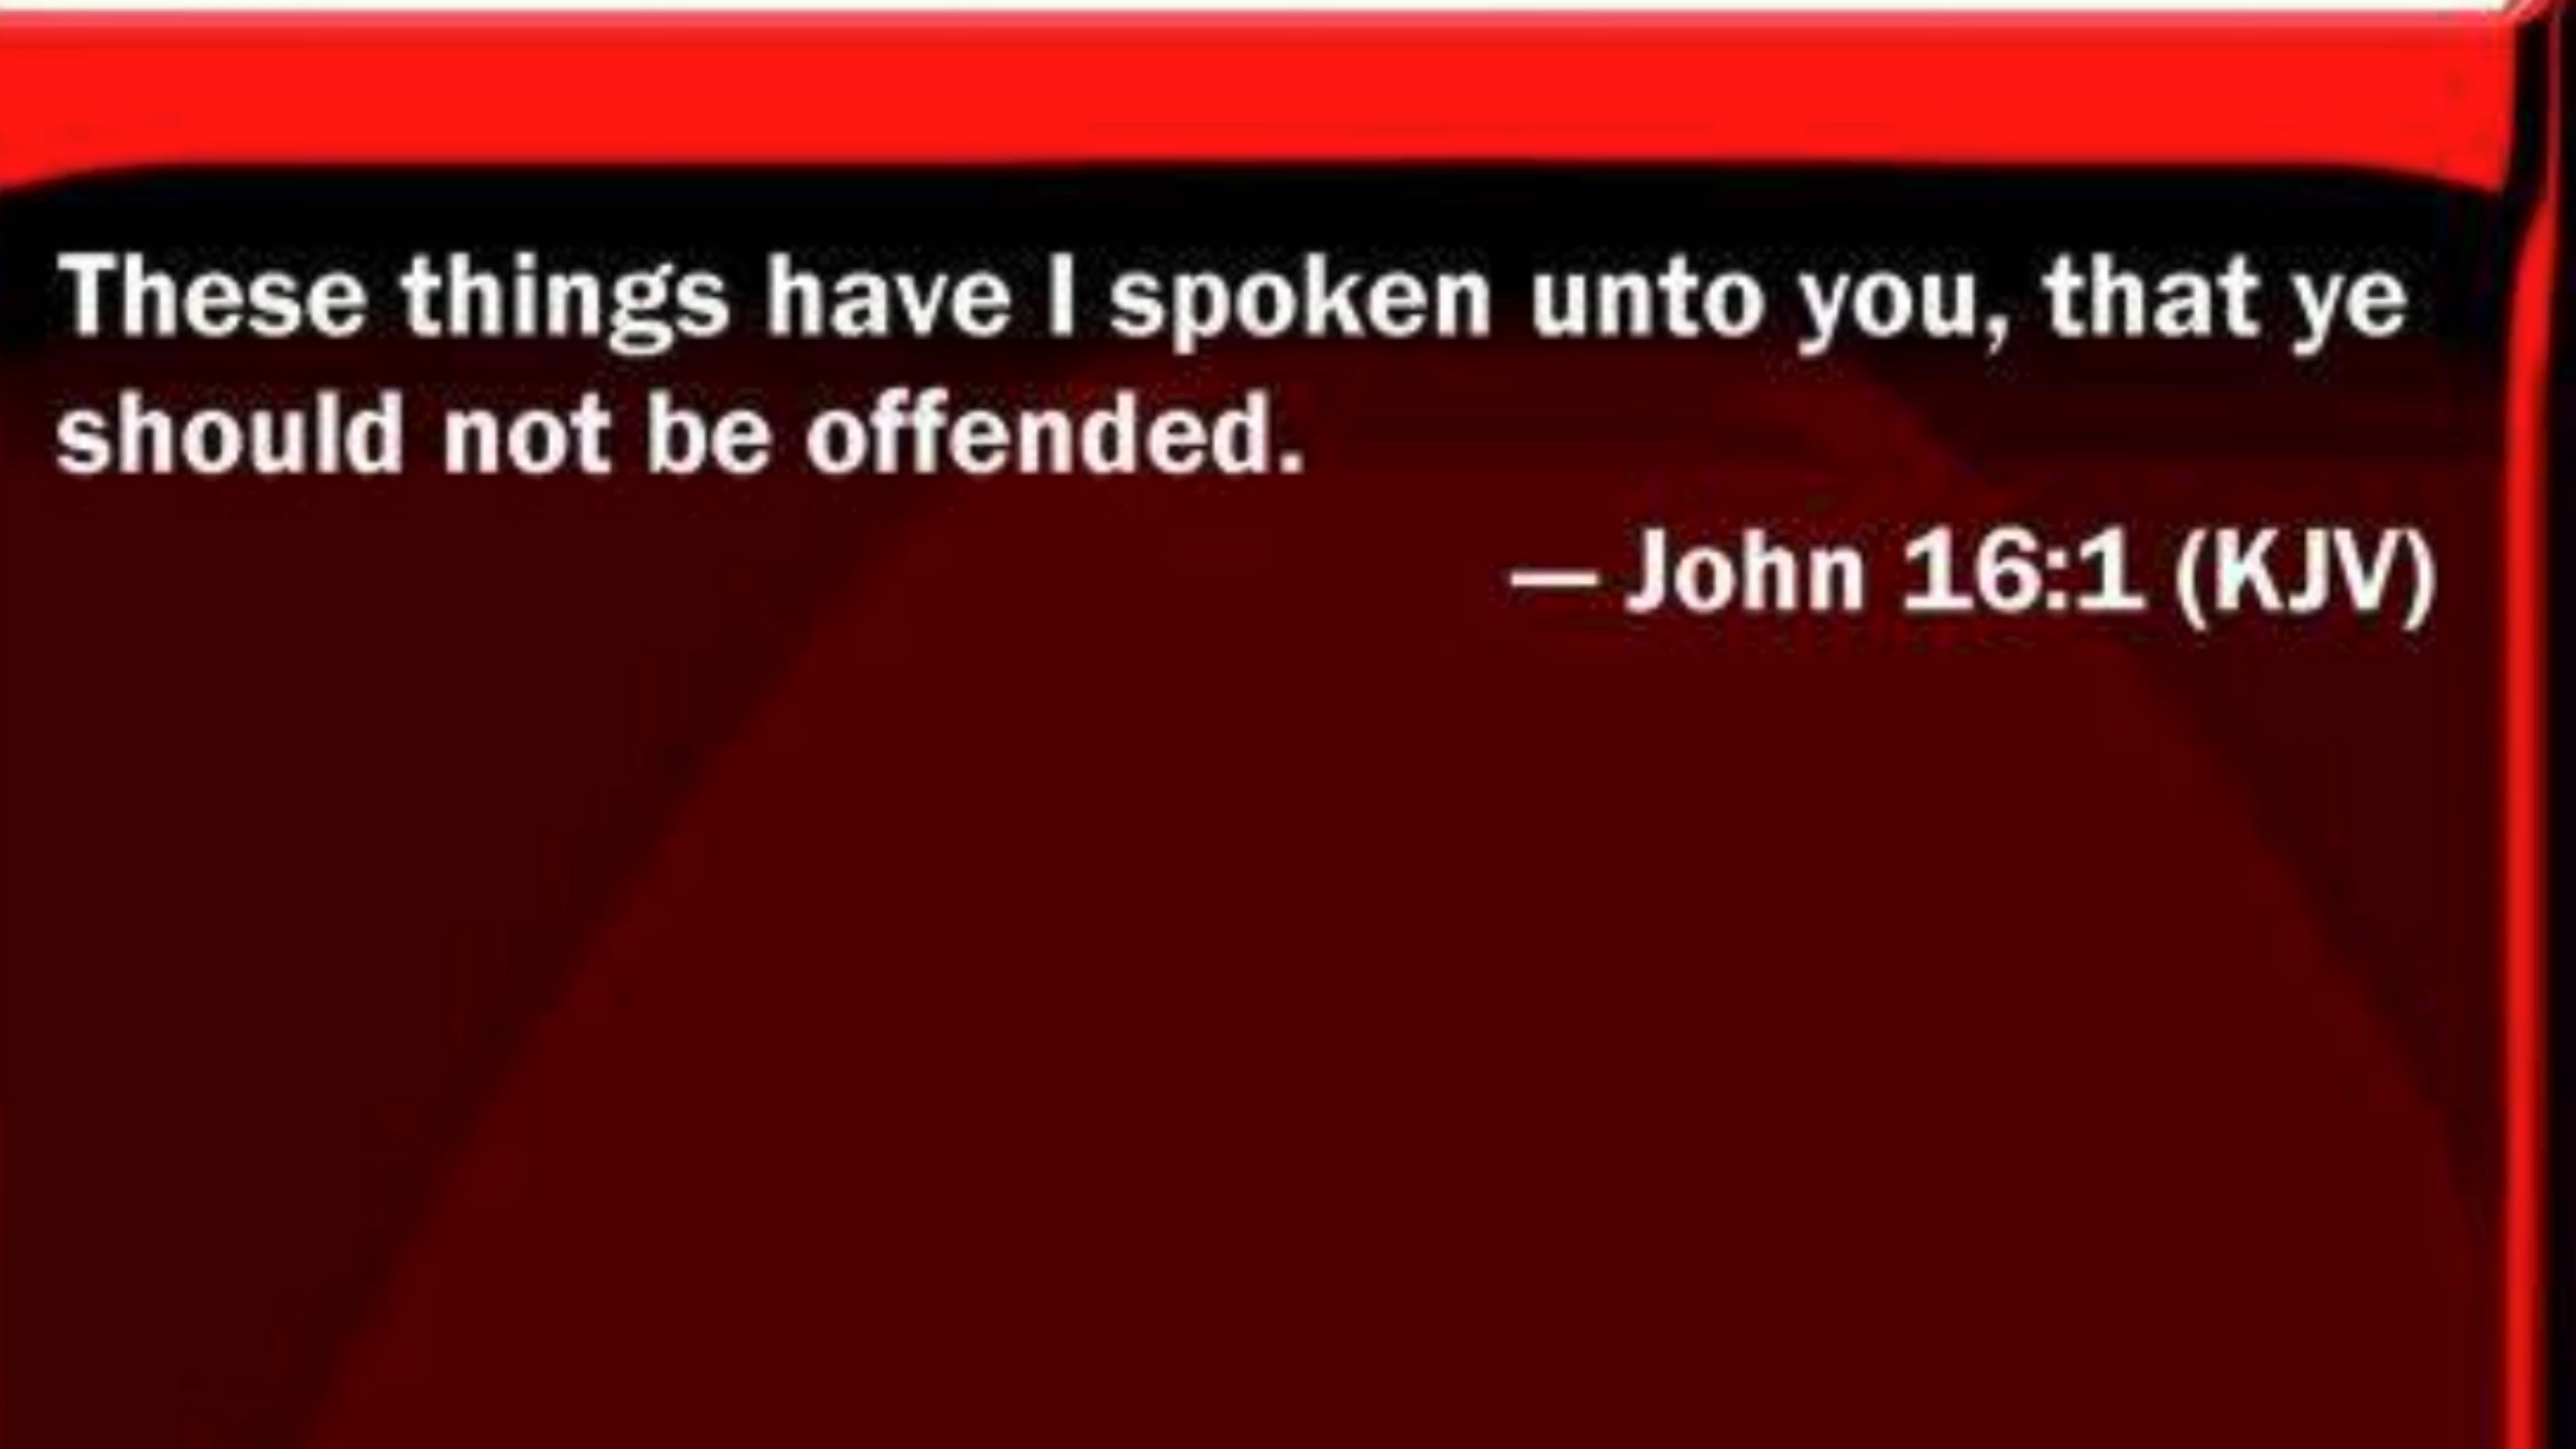 These things have I spoken unto you, that ye
should not be offended.
— John 16:1 (KJV)